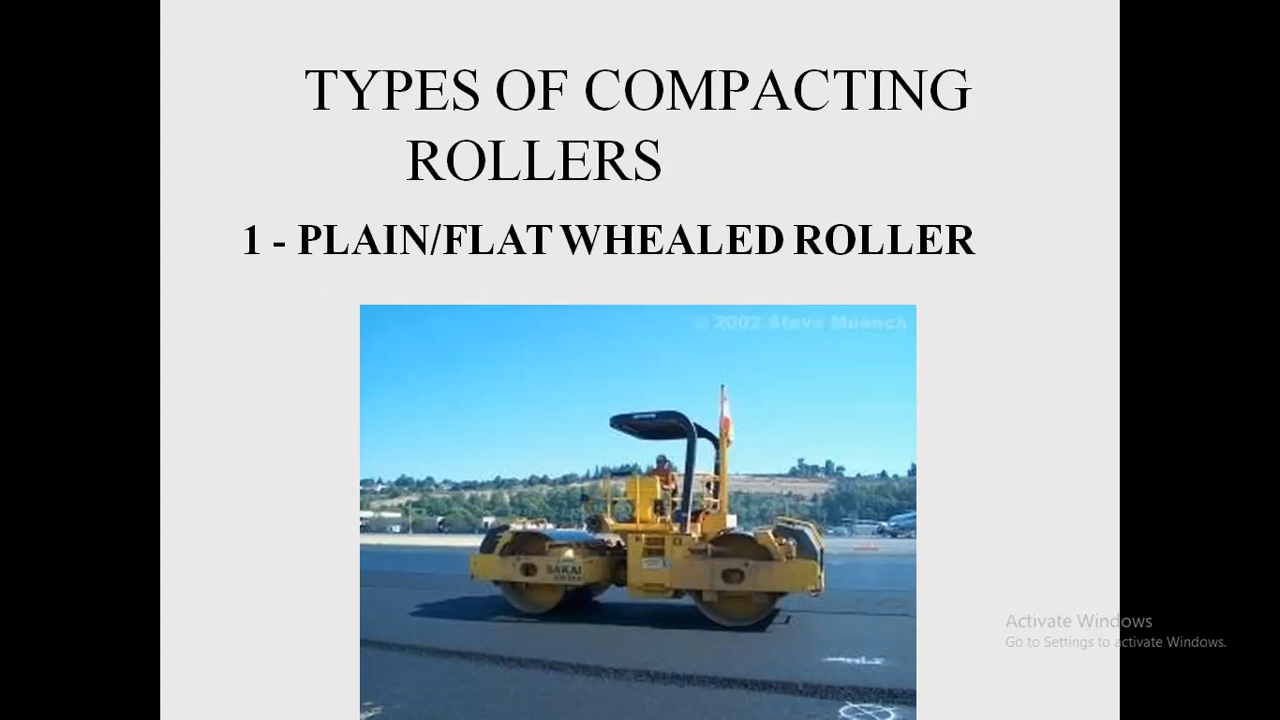 TYPES OF COMPACTING
ROLLERS
1 - PLAIN/FLAT WHEALED ROLLER
© 2002 Steve Muench
SAKAI
Activate Windows
Go to Settings to activate Windows.